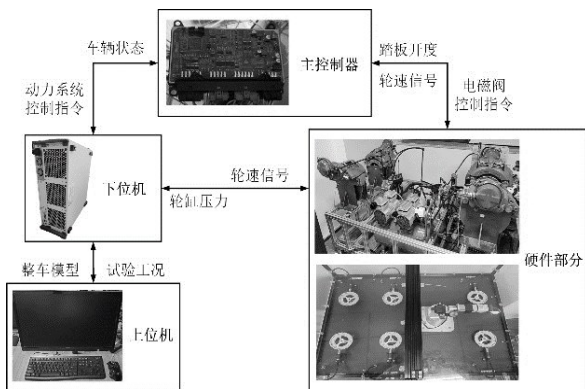 车辆状态
主控制器
踏板开度
轮速信号
动力系统
控制指令
电磁阀
控制指令
下位机
轮速信号
轮缸压力
硬件部分
整车模型
试验工况
上位机